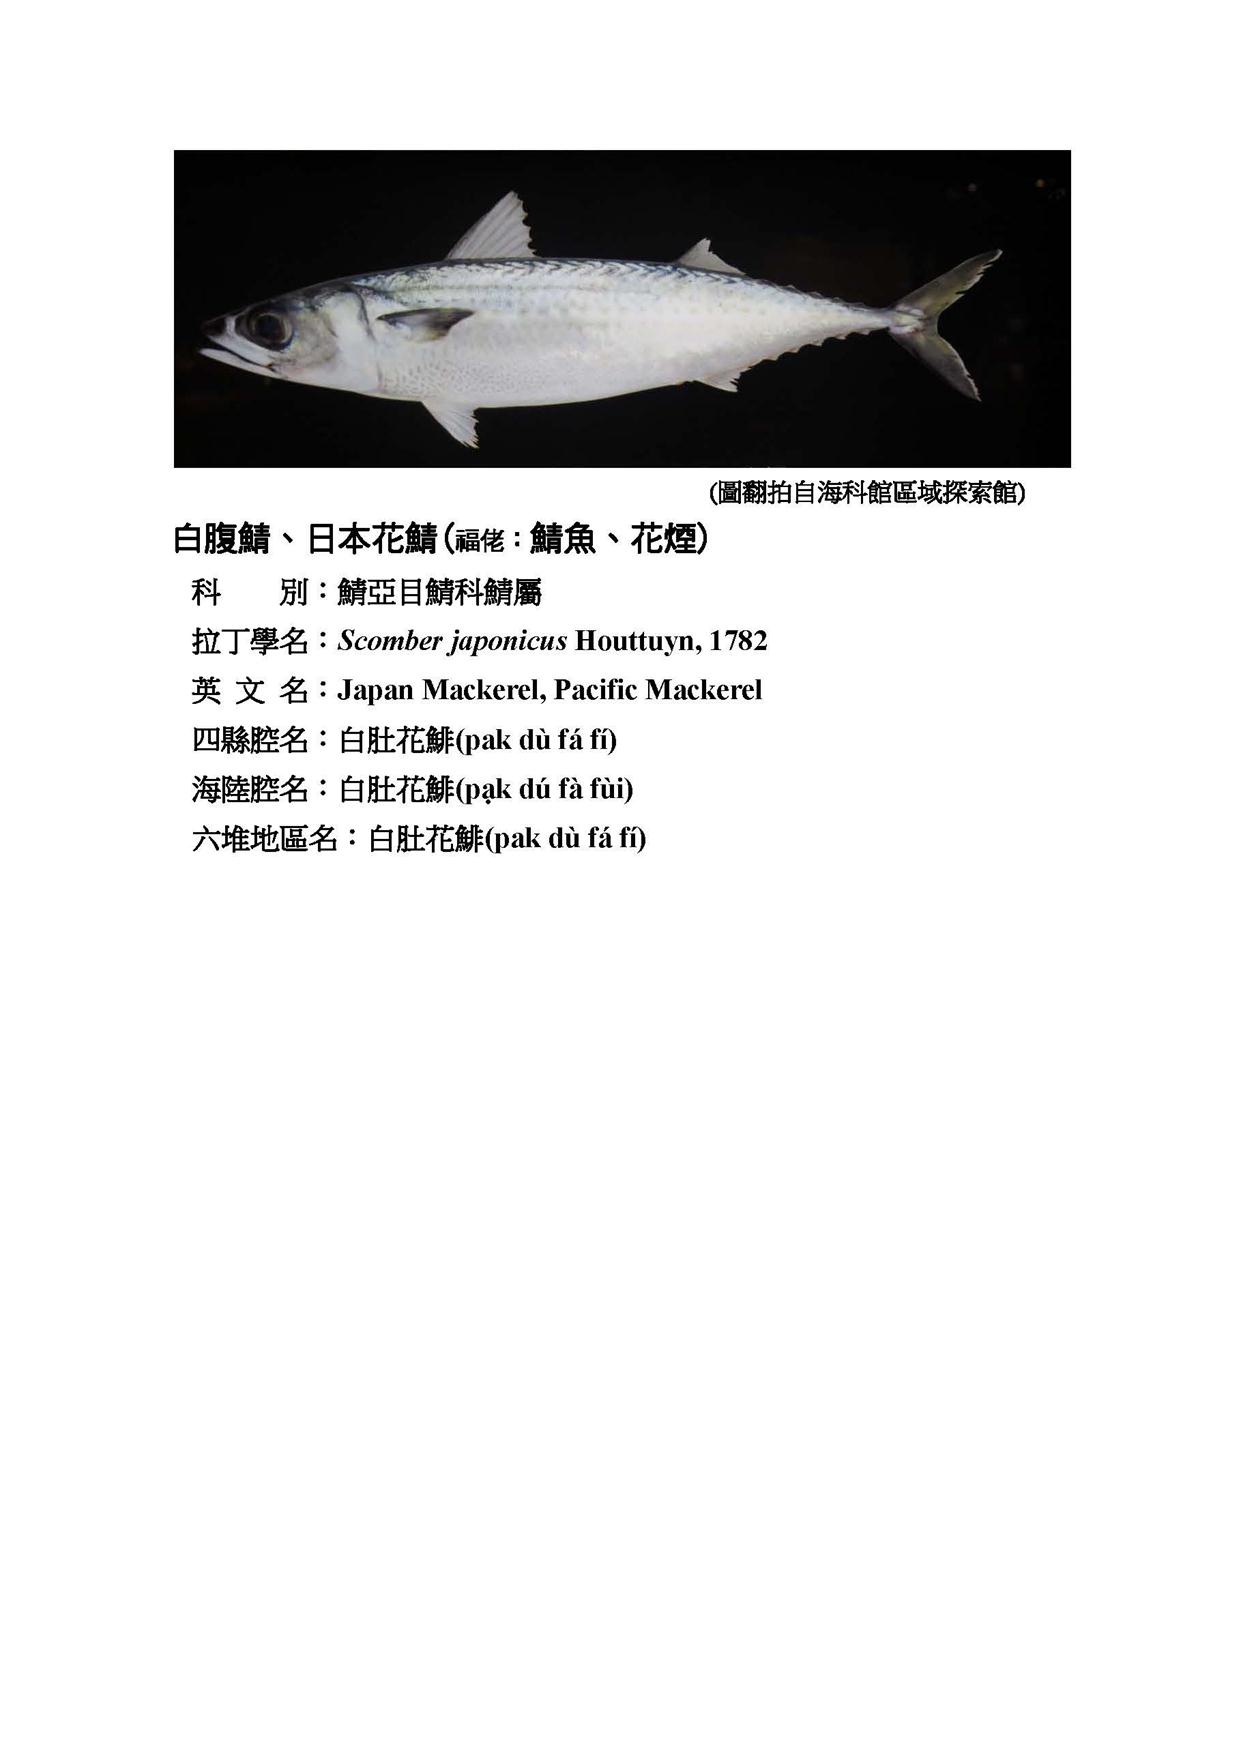 (圖翻拍自海科館區域探索館)
白腹鯖、日本花鯖(福佬：鯖魚、花煙)
科　　別：鯖亞目鯖科鯖屬
拉丁學名：Scomber japonicus Houttuyn, 1782
英 文 名：Japan Mackerel, Pacific Mackerel
四縣腔名：白肚花鯡(pak dù fá fí)
海陸腔名：白肚花鯡(pạk dú fà fùi)
六堆地區名：白肚花鯡(pak dù fá fí)